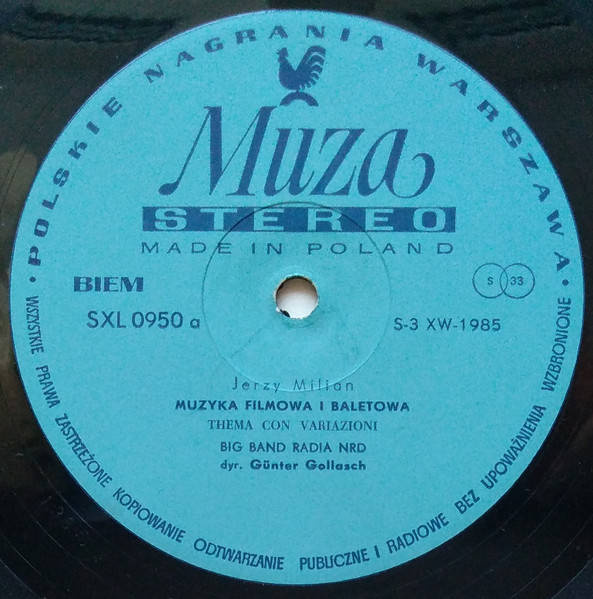 • POLSKIE NAGRANIA WARSZAWA •
Muza
STEREO
MADE IN POLAND
BIEM
S 33
SXL 0950 a
S-3 XW-1985
Jerzy Milian
MUZYKA FILMOWA I BALETOWA
THEMA CON VARIAZIONI
BIG BAND RADIA NRD
dyr. Günter Gollasch
WSZYSTKIE PRAWA ZASTRZEŻONE KOPIOWANIE ODTWARZANIE PUBLICZNE I RADIOWE BEZ UPOWAŻNIENIA WZBRONIONE